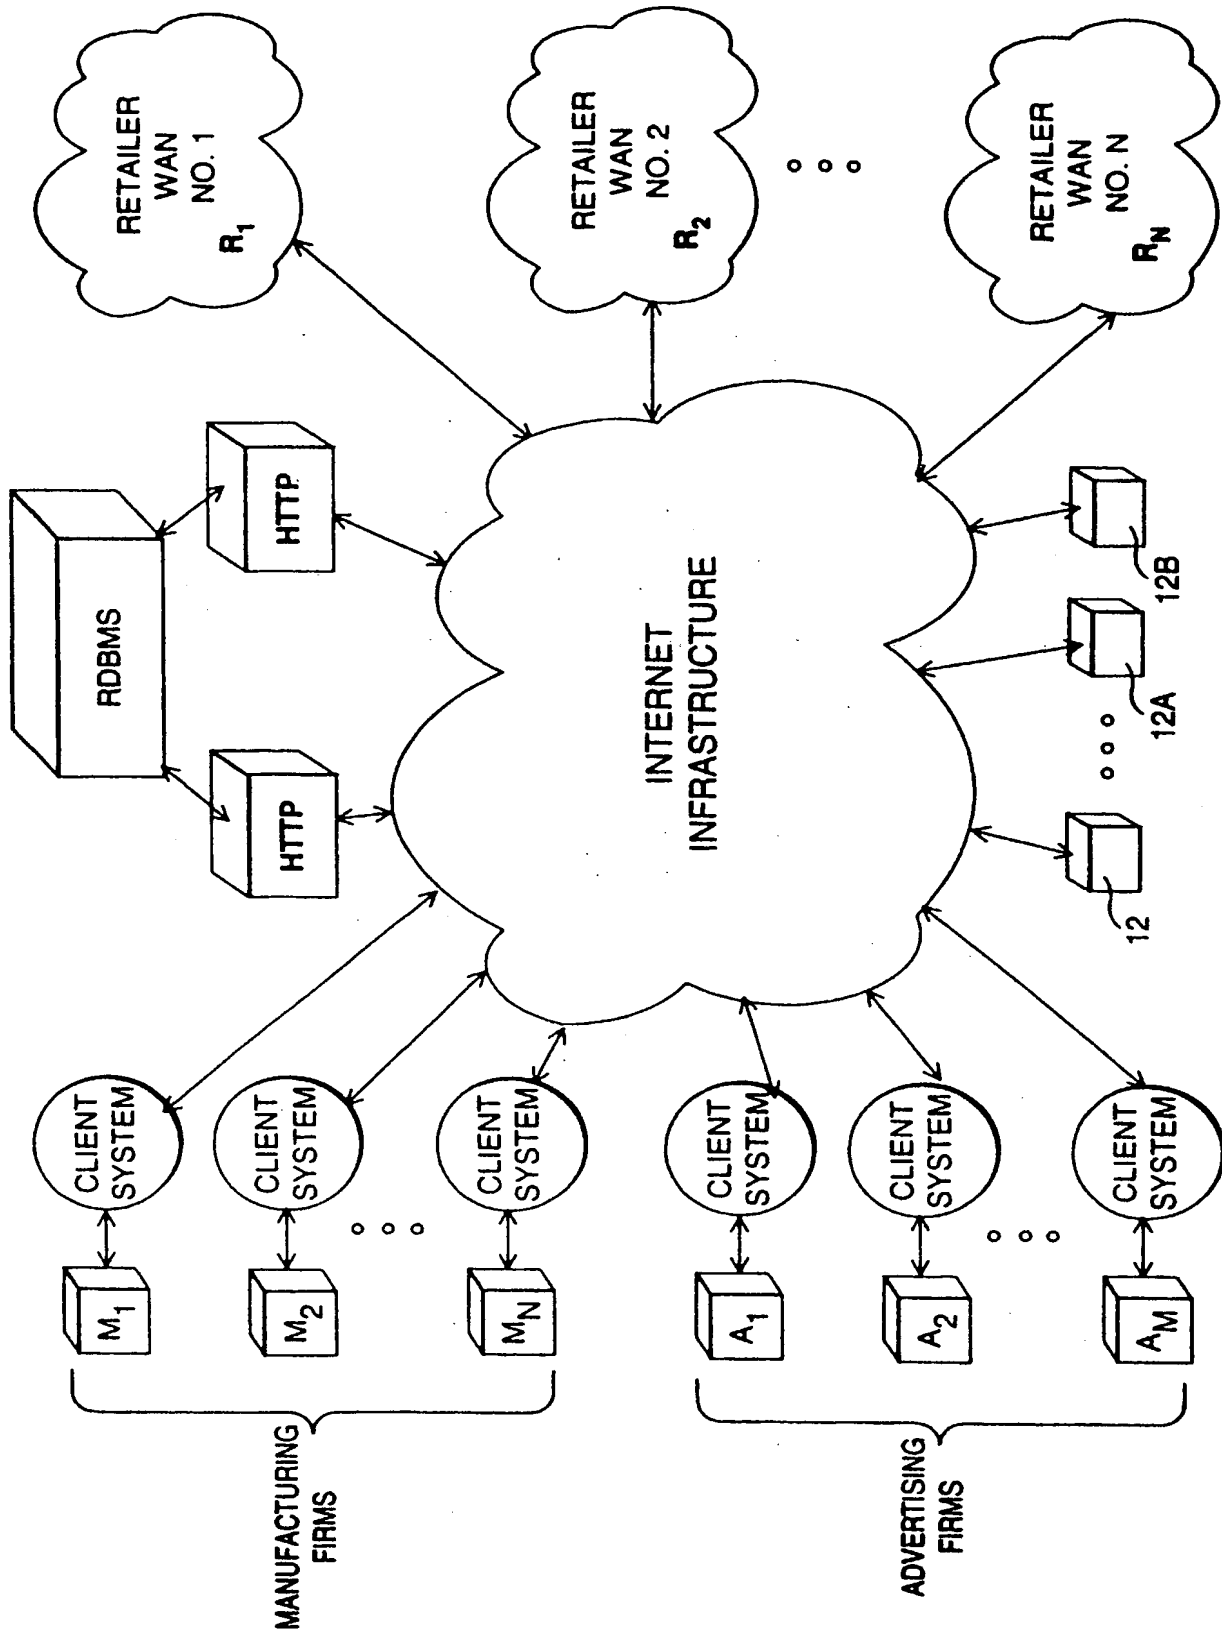 MANUFACTURING
FIRMS
M1
M2
MN
CLIENT
SYSTEM
CLIENT
SYSTEM
CLIENT
SYSTEM
ADVERTISING
FIRMS
A1
A2
AM
CLIENT
SYSTEM
CLIENT
SYSTEM
CLIENT
SYSTEM
RDBMS
HTTP
HTTP
INTERNET
INFRASTRUCTURE
12
12A
12B
RETAILER
WAN
NO. 1
R1
RETAILER
WAN
NO. 2
R2
RETAILER
WAN
NO. N
RN